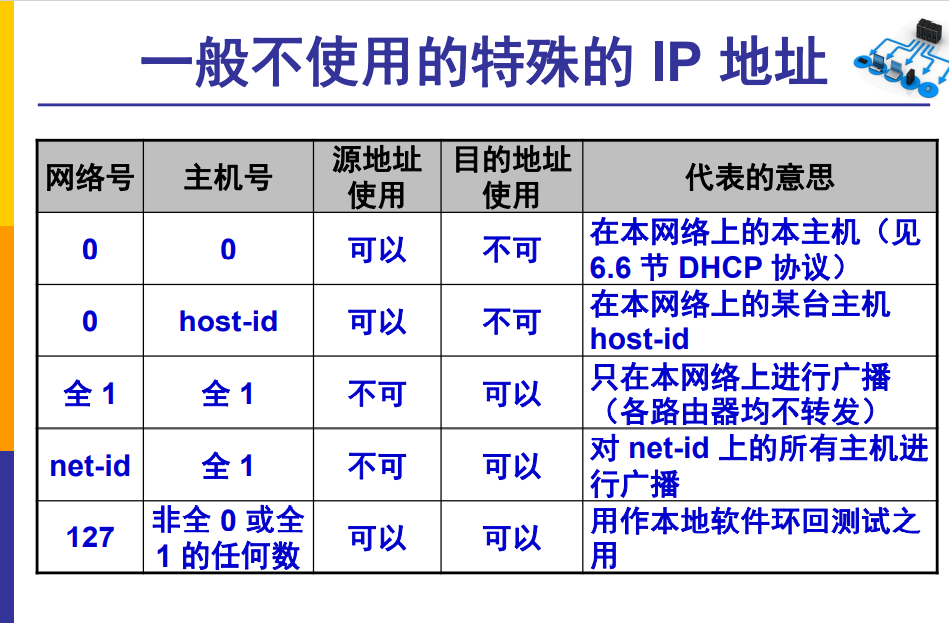 一般不使用的特殊的 IP 地址
网络号 主机号 源地址使用 目的地址使用 代表的意思
0 0 可以 不可 在本网络上的本主机（见
6.6 节 DHCP 协议）
0 host-id 可以 不可 在本网络上的某台主机
host-id
全 1 全 1 不可 可以 只在本网络上进行广播
（各路由器均不转发）
net-id 全 1 不可 可以 对 net-id 上的所有主机进
行广播
127 非全 0 或全
1 的任何数 可以 可以 用作本地软件环回测试之
用